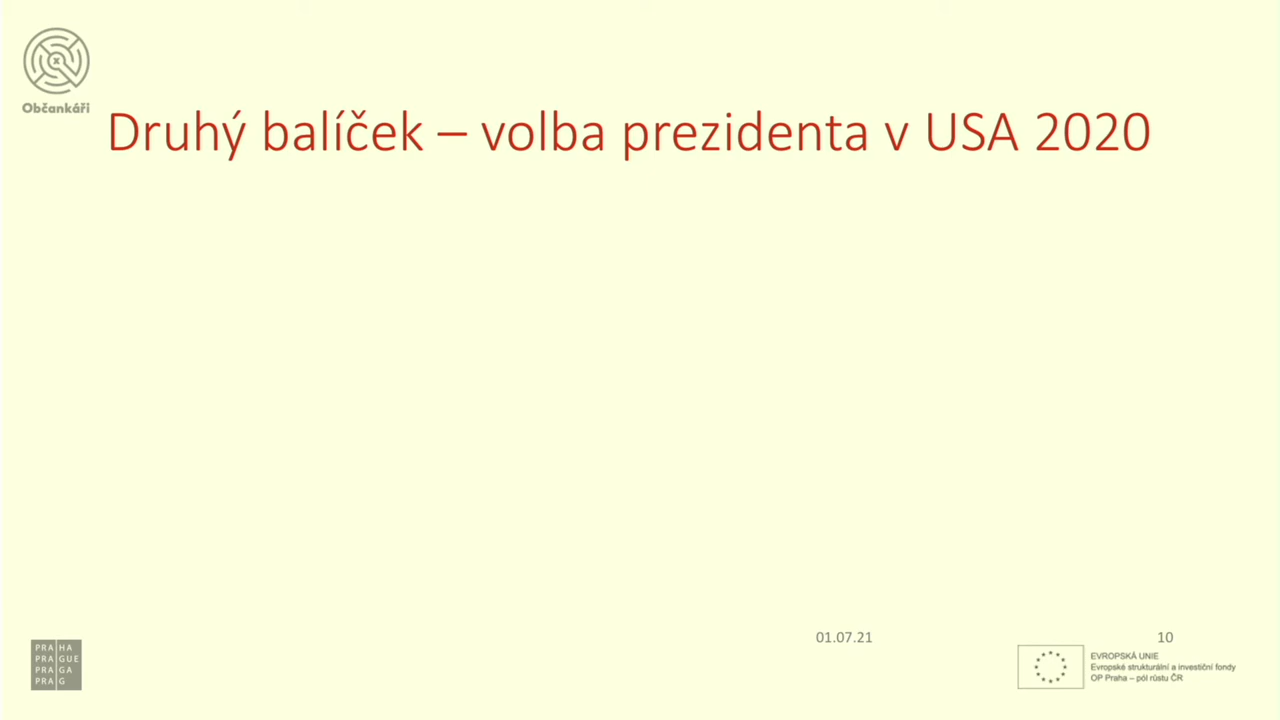 Občankáři
Druhý balíček – volba prezidenta v USA 2020
01.07.21
10
PRA HA
PRA GUE
PRA GA
PRA G
EVROPSKÁ UNIE
Evropské strukturální a investiční fondy
OP Praha – pól růstu ČR